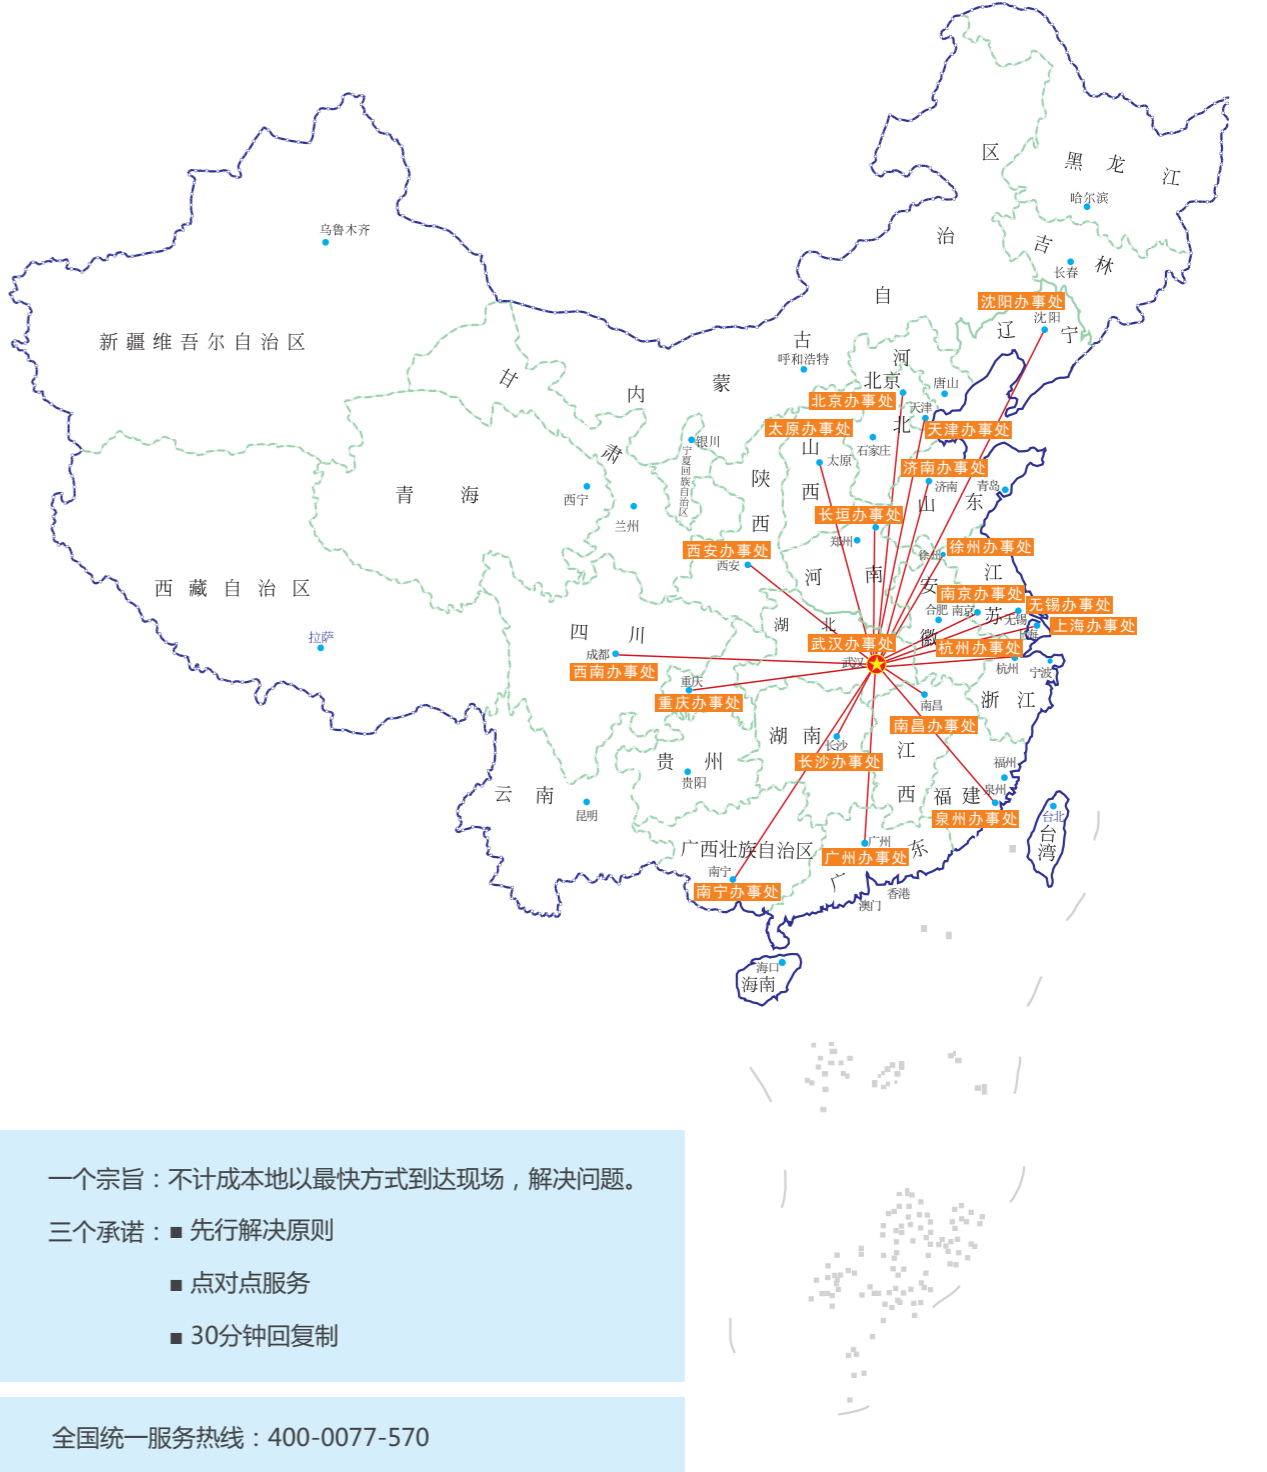 区
黑龙江
哈尔滨
乌鲁木齐
治
吉林
长春
自
沈阳办事处
沈阳
新疆维吾尔自治区
古
辽宁
呼和浩特
河
甘
内
蒙
北京
唐山
北京办事处
天津
北
太原办事处
天津办事处
银川
山
石家庄
肃
宁夏回族自治区
太原
济南办事处
陕
青海
西宁
西
济南
青岛
山东
兰州
长垣办事处
西
郑州
西安办事处
徐州办事处
徐州
西安
河南
江
西藏自治区
安
南京办事处
无锡办事处
合肥
南京
苏
无锡
四川
湖北
上海办事处
拉萨
武汉办事处
徽
上海
杭州办事处
成都
武汉
西南办事处
杭州
宁波
重庆
重庆办事处
南昌
浙江
南昌办事处
湖南
长沙
江
贵州
长沙办事处
福州
贵阳
云南
西
福建
泉州
昆明
泉州办事处
台北
台湾
广西壮族自治区
广州
广东
广州办事处
南宁
南宁办事处
香港
澳门
海口
海南
一个宗旨：不计成本地以最快方式到达现场，解决问题。
三个承诺：■ 先行解决原则
■ 点对点服务
■ 30分钟回复制
全国统一服务热线：400-0077-570